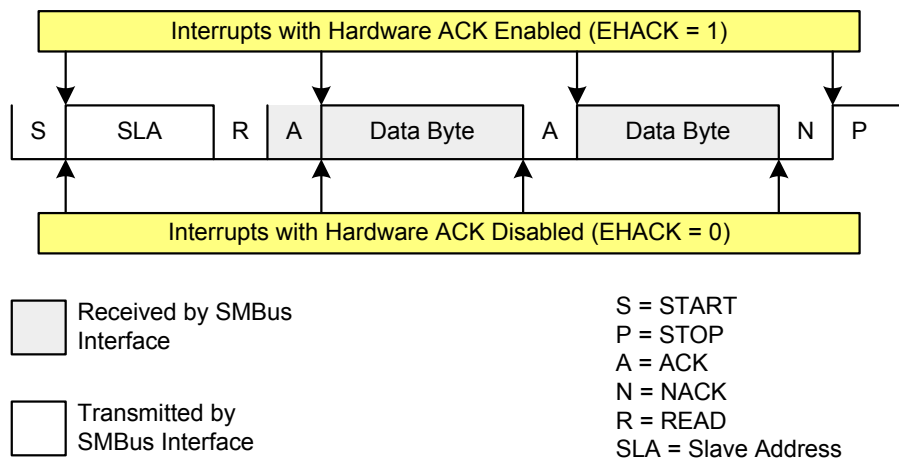 Interrupts with Hardware ACK Enabled (EHACK = 1)
S SLA R A Data Byte A Data Byte N P
Interrupts with Hardware ACK Disabled (EHACK = 0)
Received by SMBus
Interface
Transmitted by
SMBus Interface
S = START
P = STOP
A = ACK
N = NACK
R = READ
SLA = Slave Address